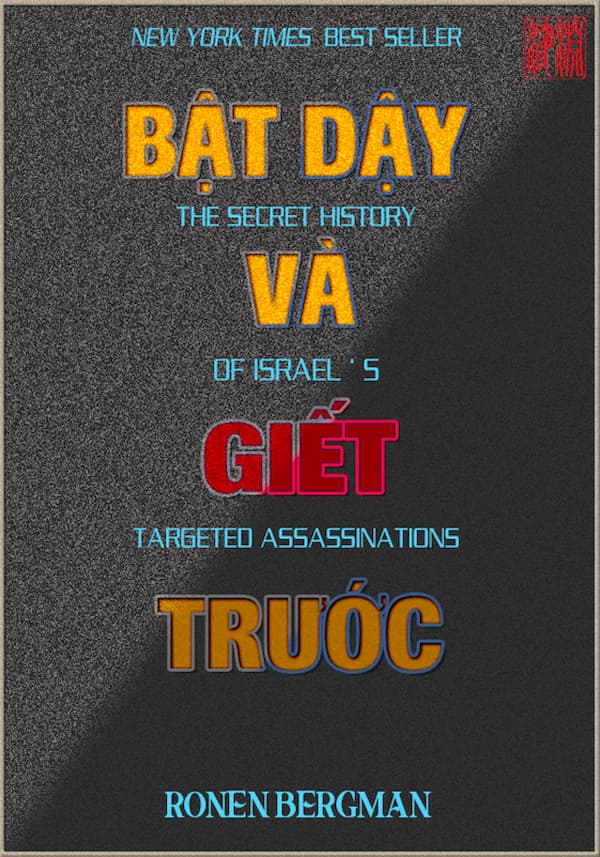 NEW YORK TIMES BEST SELLER
BẬT DẬY
THE SECRET HISTORY
VÀ
OF ISRAEL ' S
GIẾT
TARGETED ASSASSINATIONS
TRƯỚC
RONEN BERGMAN